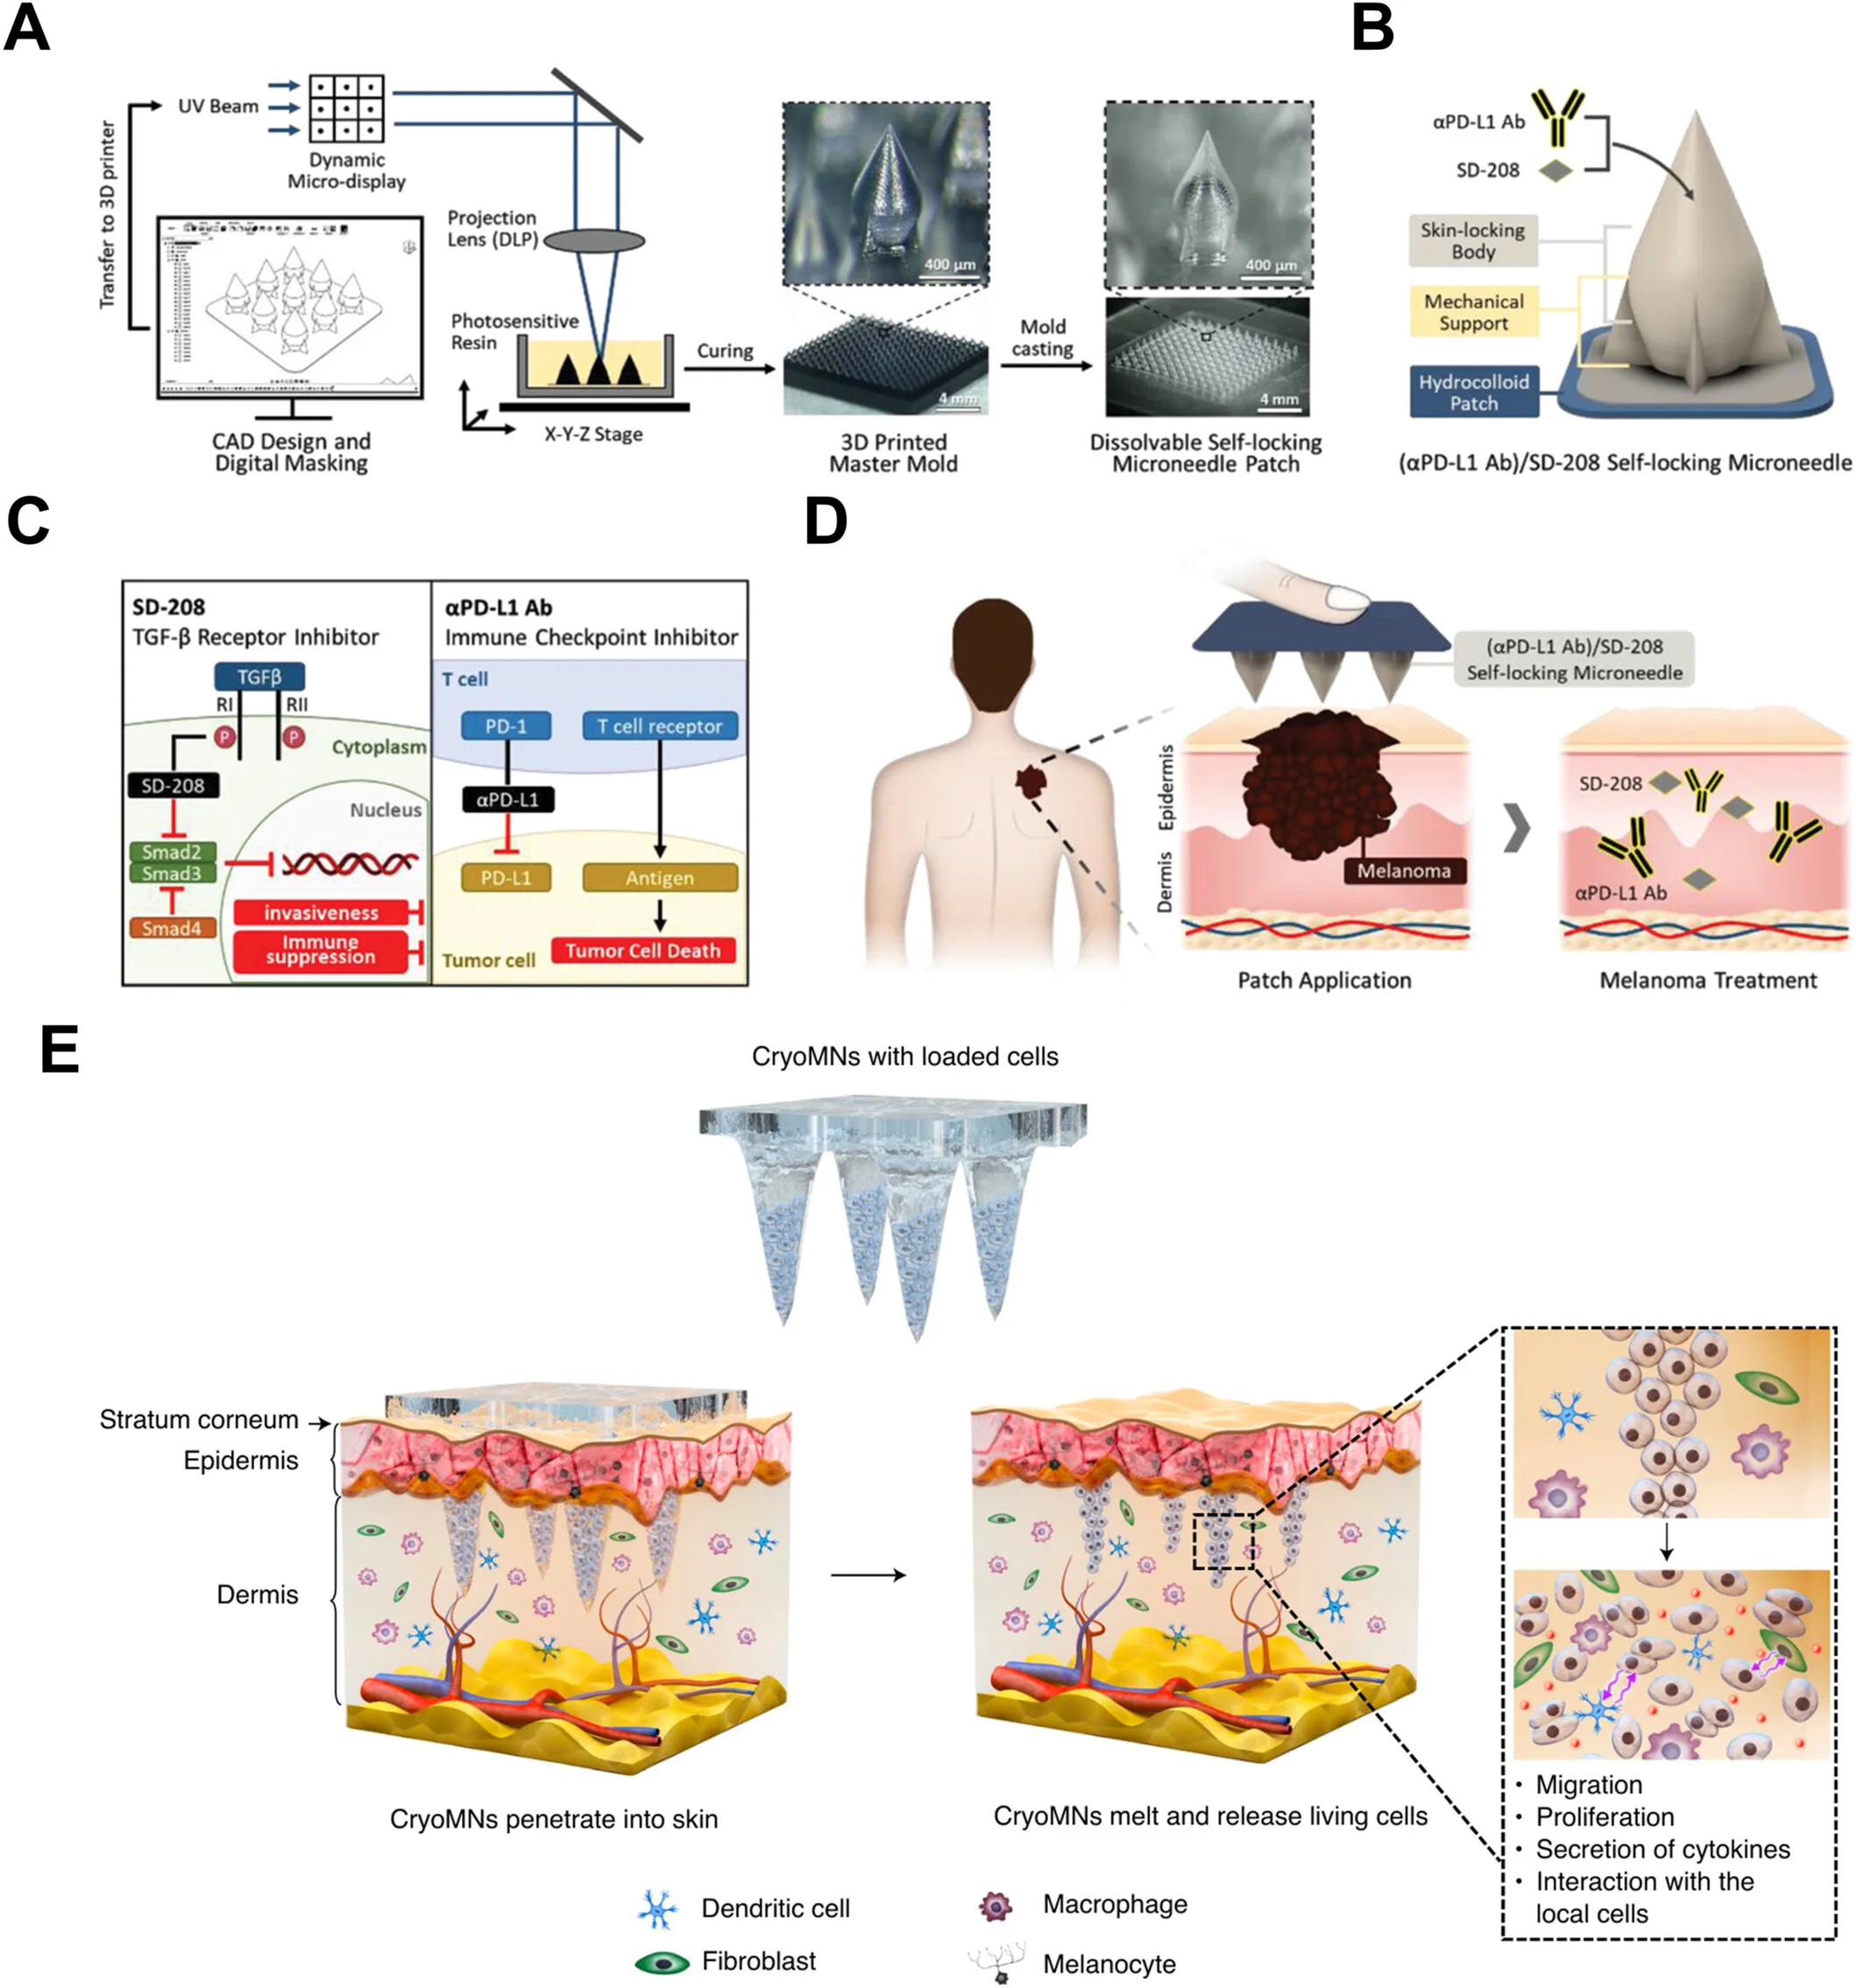 A
Transfer to 3D printer
UV Beam
Dynamic
Micro-display
Projection
Lens (DLP)
Photosensitive
Resin
X-Y-Z Stage
CAD Design and
Digital Masking
Curing
400 µm
4 mm
3D Printed
Master Mold
Mold
casting
400 µm
4 mm
Dissolvable Self-locking
Microneedle Patch
B
αPD-L1 Ab
SD-208
Skin-locking
Body
Mechanical
Support
Hydrocolloid
Patch
(αPD-L1 Ab)/SD-208 Self-locking Microneedle
C
SD-208
TGF-β Receptor Inhibitor
TGFβ
RI
RII
P
P
Cytoplasm
SD-208
Nucleus
Smad2
Smad3
Smad4
invasiveness
Immune
suppression
αPD-L1 Ab
Immune Checkpoint Inhibitor
T cell
PD-1
T cell receptor
αPD-L1
PD-L1
Antigen
Tumor cell
Tumor Cell Death
D
(αPD-L1 Ab)/SD-208
Self-locking Microneedle
Epidermis
Dermis
Melanoma
Patch Application
SD-208
αPD-L1 Ab
Melanoma Treatment
E
CryoMNs with loaded cells
Stratum corneum
Epidermis
Dermis
CryoMNs penetrate into skin
CryoMNs melt and release living cells
• Migration
• Proliferation
• Secretion of cytokines
• Interaction with the
local cells
Dendritic cell
Macrophage
Fibroblast
Melanocyte